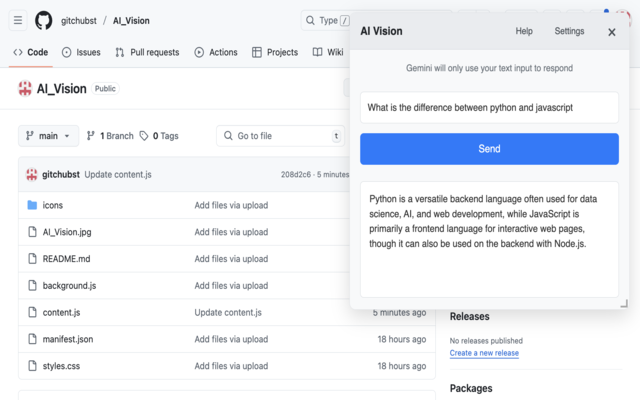 gitchubst / AI_Vision
Type /
Code
Issues
Pull requests
Actions
Projects
Wiki
AI_Vision Public
main
1 Branch
0 Tags
Go to file t
gitchubst Update content.js 208d2c6 · 5 minutes
icons Add files via upload
AI_Vision.jpg Add files via upload
README.md Add files via upload
background.js Add files via upload
content.js Update content.js 5 minutes ago
manifest.json Add files via upload 18 hours ago
styles.css Add files via upload 18 hours ago
AI Vision Help Settings ×
Gemini will only use your text input to respond
What is the difference between python and javascript
Send
Python is a versatile backend language often used for data
science, AI, and web development, while JavaScript is
primarily a frontend language for interactive web pages,
though it can also be used on the backend with Node.js.
Releases
No releases published
Create a new release
Packages